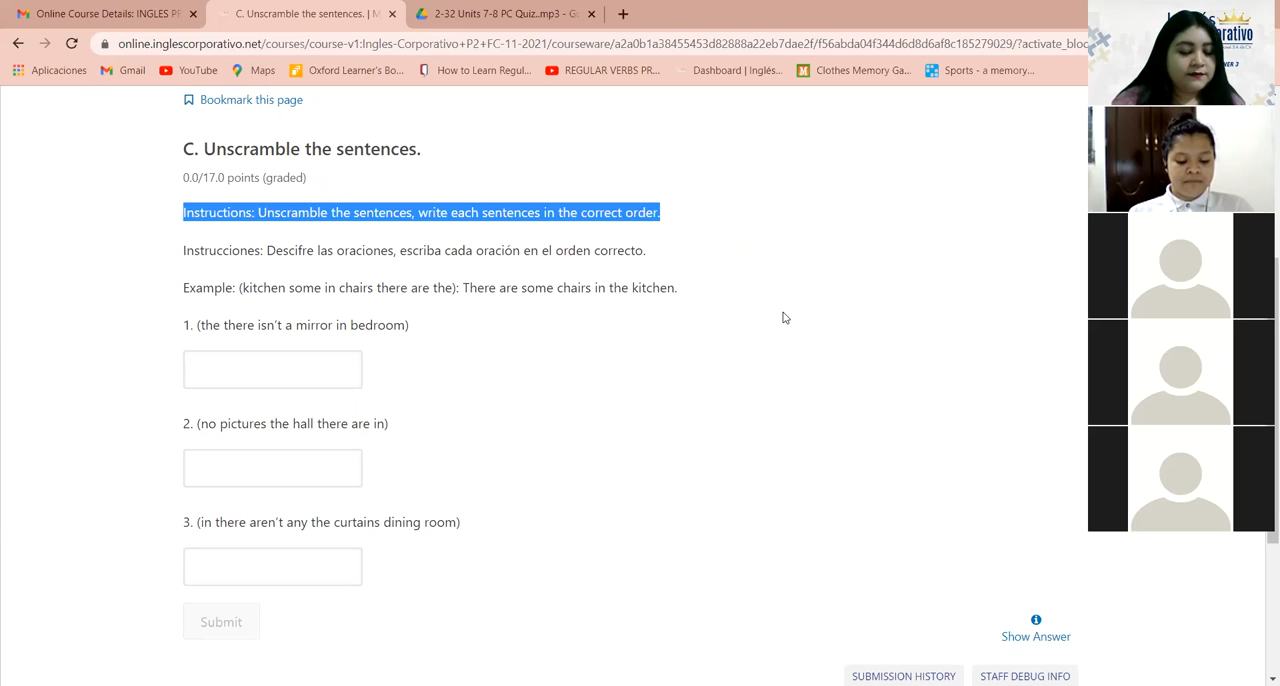 Online Course Details: INGLES PF
C. Unscramble the sentences. | M
2-32 Units 7-8 PC Quiz..mp3 - Go
online.inglescorporativo.net/courses/course-v1:Ingles-Corporativo+P2+FC-11-2021/courseware/a2a0b1a38455453d82888a22eb7dae2f/f56abda04f344d6d8d6af8c185279029/?activate_bloc
Aplicaciones Gmail YouTube Maps Oxford Learner's Bo... How to Learn Regul... REGULAR VERBS PR... Dashboard | Inglés... Clothes Memory Ga... Sports - a memory...
Bookmark this page
C. Unscramble the sentences.
0.0/17.0 points (graded)
Instructions: Unscramble the sentences, write each sentences in the correct order.
Instrucciones: Descifre las oraciones, escriba cada oración en el orden correcto.
Example: (kitchen some in chairs there are the): There are some chairs in the kitchen.
1. (the there isn't a mirror in bedroom)
2. (no pictures the hall there are in)
3. (in there aren't any the curtains dining room)
Submit
Show Answer
SUBMISSION HISTORY
STAFF DEBUG INFO